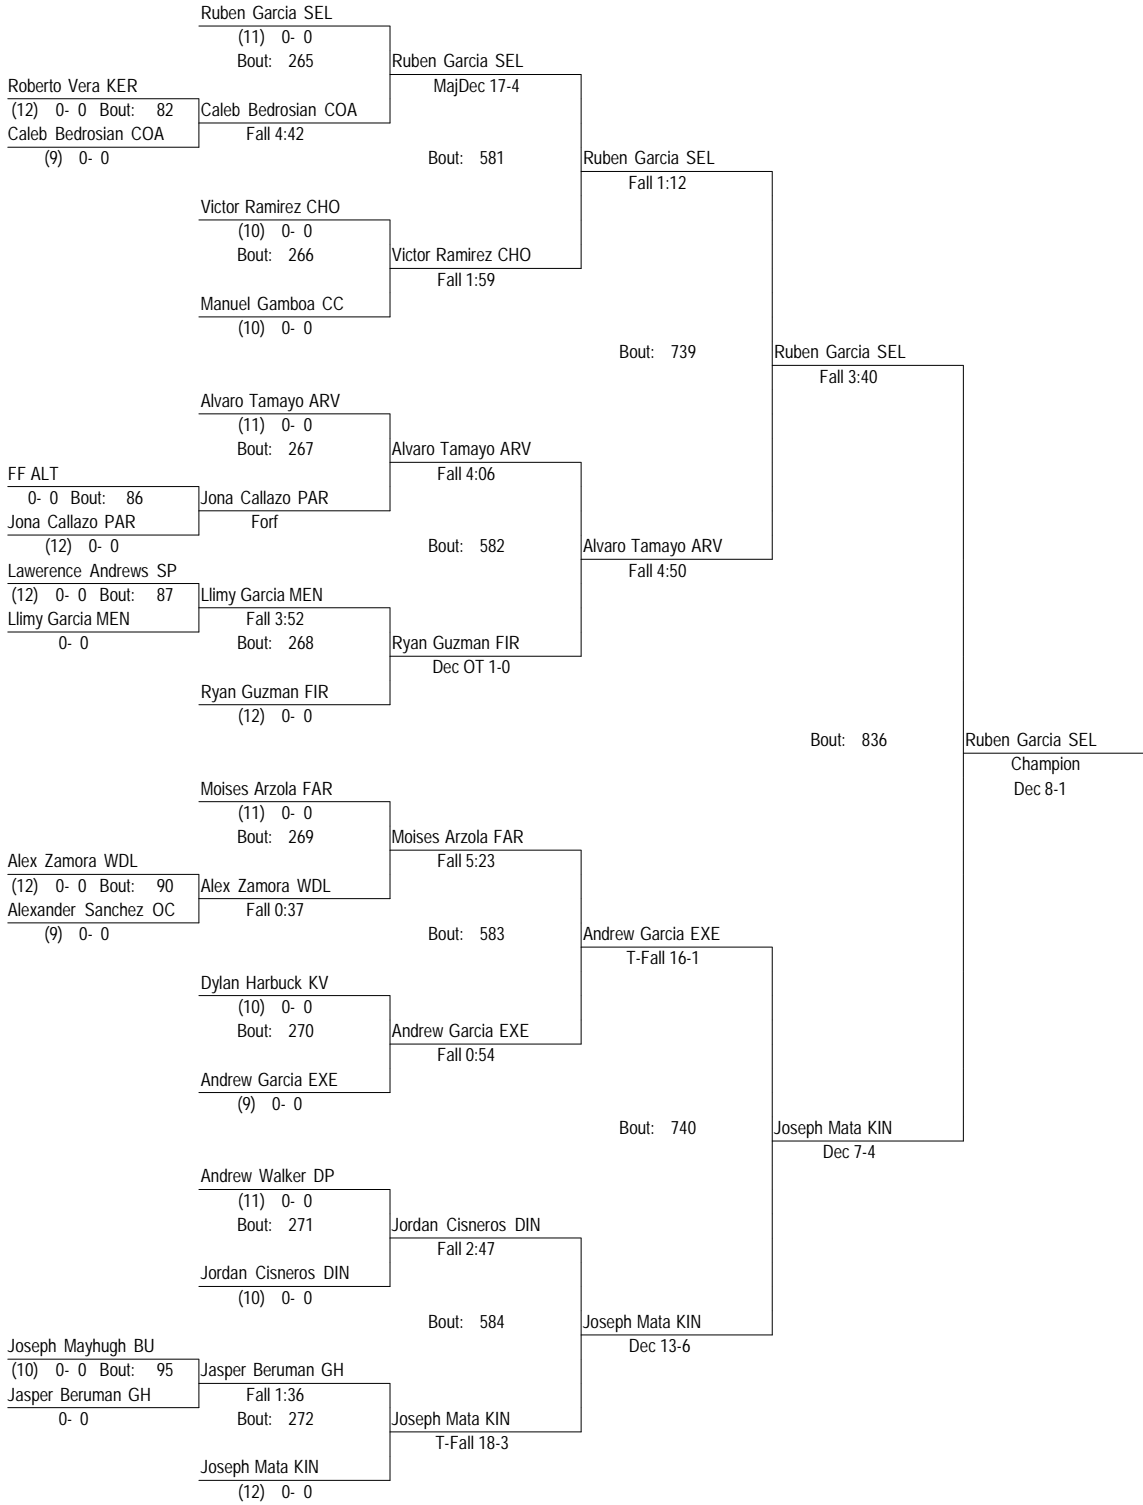 Ruben Garcia SEL
(11) 0- 0
Bout: 265
Ruben Garcia SEL
MajDec 17-4
Roberto Vera KER
(12) 0- 0 Bout: 82
Caleb Bedrosian COA
Caleb Bedrosian COA
Fall 4:42
(9) 0- 0
Bout: 581
Ruben Garcia SEL
Fall 1:12
Victor Ramirez CHO
(10) 0- 0
Bout: 266
Victor Ramirez CHO
Fall 1:59
Manuel Gamboa CC
(10) 0- 0
Bout: 739
Ruben Garcia SEL
Fall 3:40
Alvaro Tamayo ARV
(11) 0- 0
Bout: 267
Alvaro Tamayo ARV
Fall 4:06
FF ALT
0- 0 Bout: 86
Jona Callazo PAR
Jona Callazo PAR
Forf
(12) 0- 0
Bout: 582
Alvaro Tamayo ARV
Fall 4:50
Lawerence Andrews SP
(12) 0- 0 Bout: 87
Llimy Garcia MEN
Llimy Garcia MEN
Fall 3:52
0- 0
Bout: 268
Ryan Guzman FIR
Dec OT 1-0
Ryan Guzman FIR
(12) 0- 0
Bout: 836
Ruben Garcia SEL
Champion
Dec 8-1
Moises Arzola FAR
(11) 0- 0
Bout: 269
Moises Arzola FAR
Fall 5:23
Alex Zamora WDL
(12) 0- 0 Bout: 90
Alex Zamora WDL
Alexander Sanchez OC
Fall 0:37
(9) 0- 0
Bout: 583
Andrew Garcia EXE
T-Fall 16-1
Dylan Harbuck KV
(10) 0- 0
Bout: 270
Andrew Garcia EXE
Fall 0:54
Andrew Garcia EXE
(9) 0- 0
Bout: 740
Joseph Mata KIN
Dec 7-4
Andrew Walker DP
(11) 0- 0
Bout: 271
Jordan Cisneros DIN
Fall 2:47
Jordan Cisneros DIN
(10) 0- 0
Bout: 584
Joseph Mata KIN
Dec 13-6
Joseph Mayhugh BU
(10) 0- 0 Bout: 95
Jasper Beruman GH
Jasper Beruman GH
Fall 1:36
0- 0
Bout: 272
Joseph Mata KIN
T-Fall 18-3
Joseph Mata KIN
(12) 0- 0